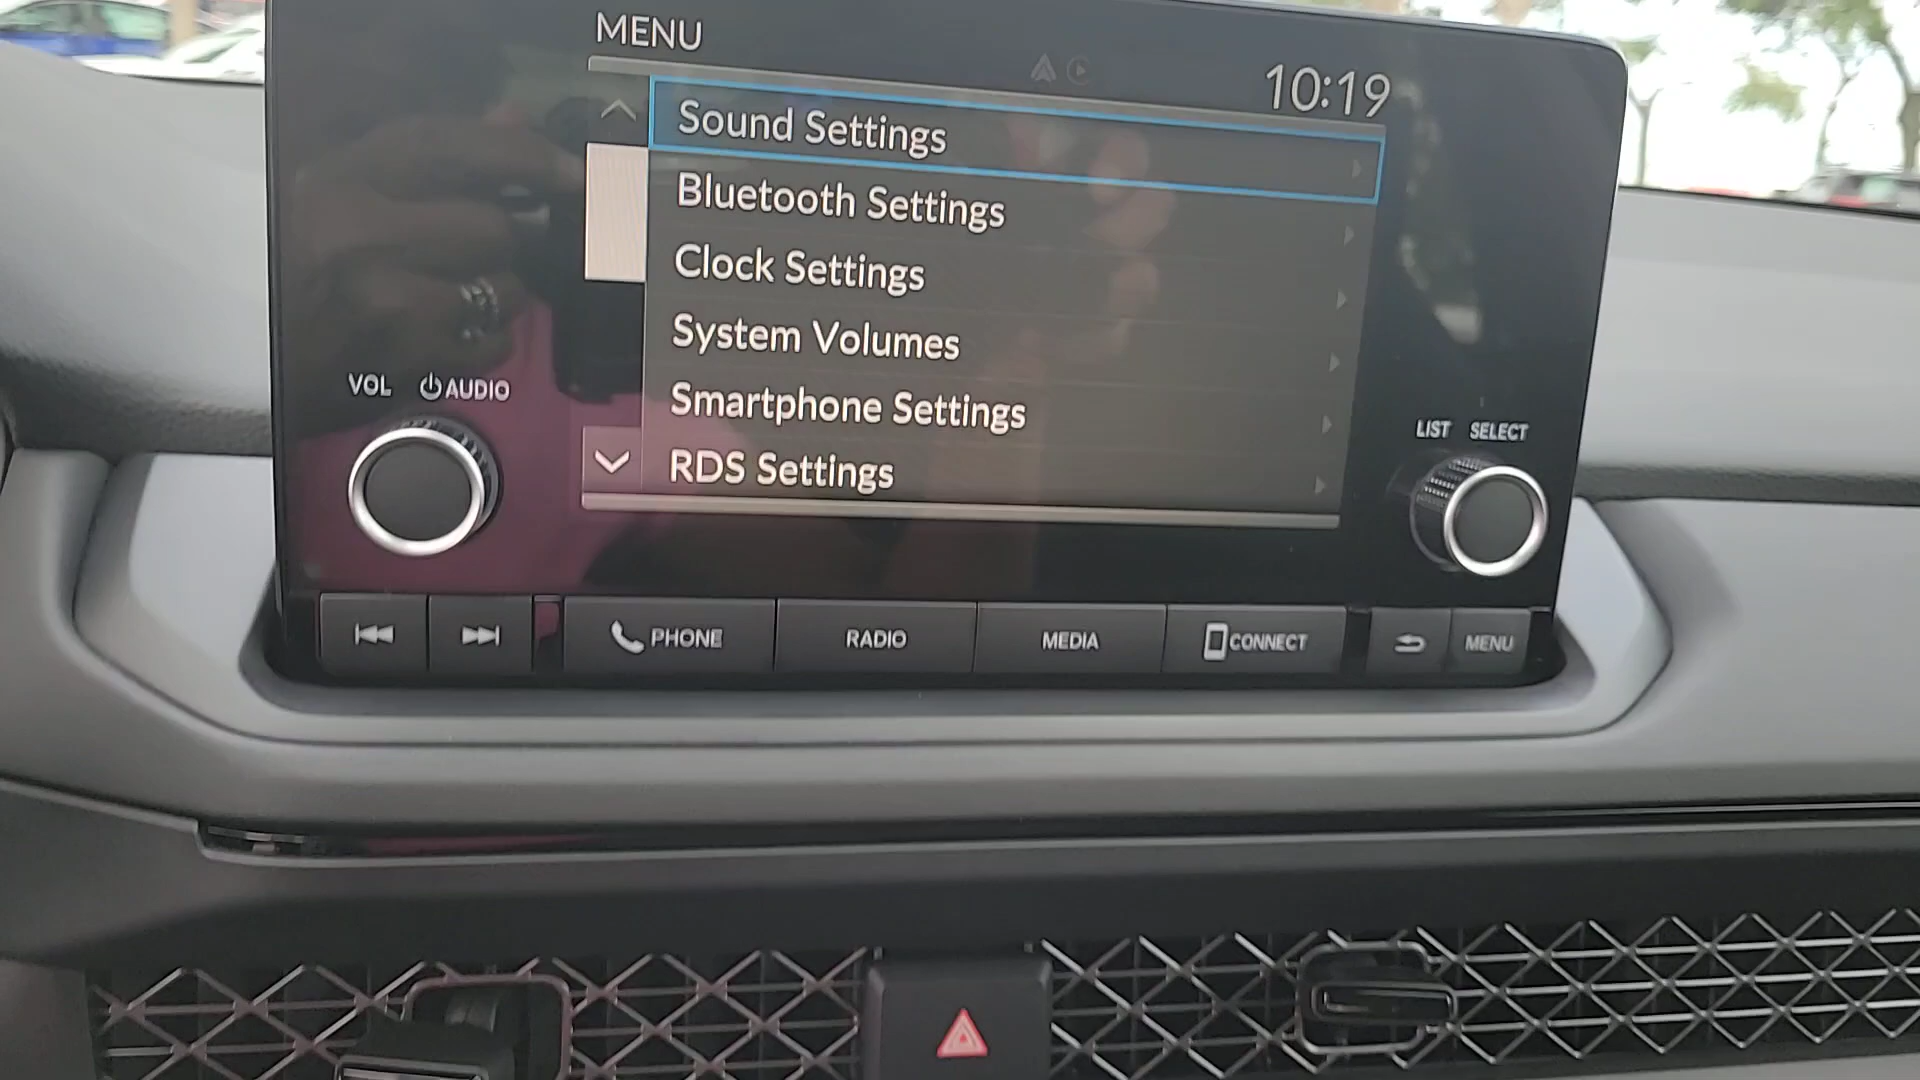 MENU
10:19
Sound Settings
Bluetooth Settings
Clock Settings
System Volumes
Smartphone Settings
RDS Settings
VOL AUDIO
LIST SELECT
PHONE
RADIO
MEDIA
CONNECT
MENU